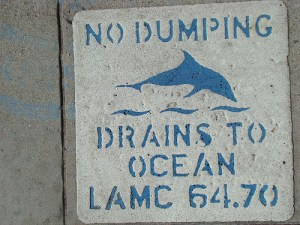 NO DUMPING
DRAINS TO
OCEAN
LAMC 64.70